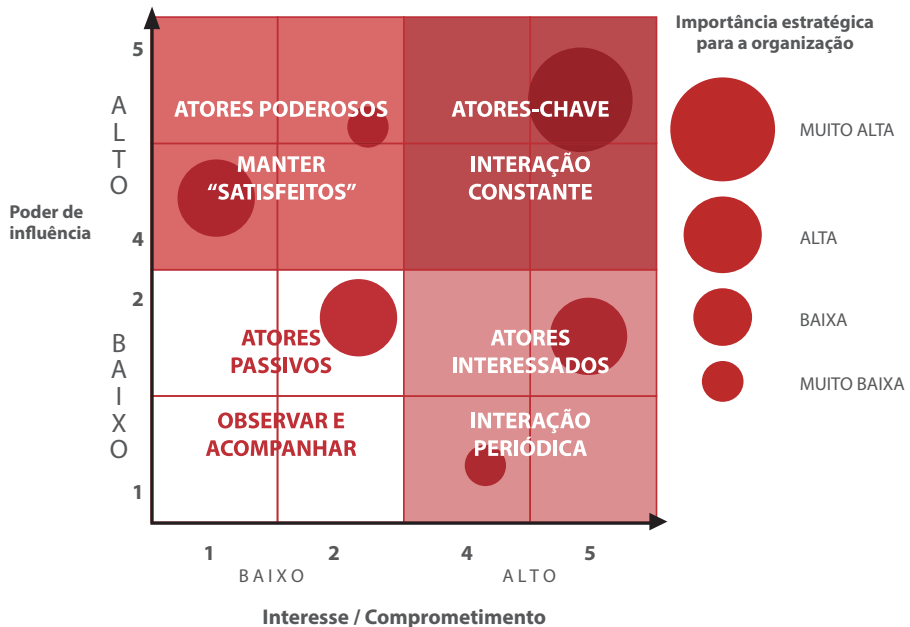 Importância estratégica
para a organização
MUITO ALTA
ALTA
BAIXA
MUITO BAIXA
Poder de
influência
ALTO
BAIXO
5
4
2
1
ATORES PODEROSOS
MANTER
“SATISFEITOS”
ATORES-CHAVE
INTERAÇÃO
CONSTANTE
ATORES
PASSIVOS
OBSERVAR E
ACOMPANHAR
ATORES
INTERESSADOS
INTERAÇÃO
PERIÓDICA
1
2
4
5
BAIXO
ALTO
Interesse / Comprometimento